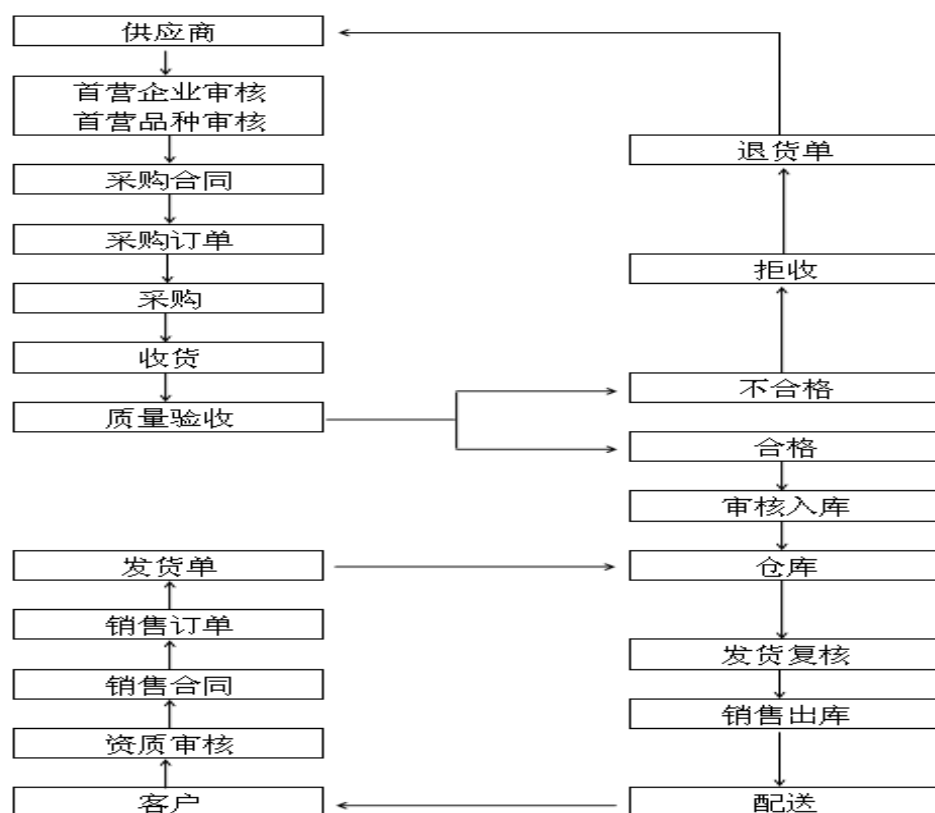 供应商
首营企业审核
首营品种审核
采购合同
采购订单
采购
收货
质量验收
退货单
拒收
不合格
合格
审核入库
仓库
发货复核
销售出库
配送
发货单
销售订单
销售合同
资质审核
客户